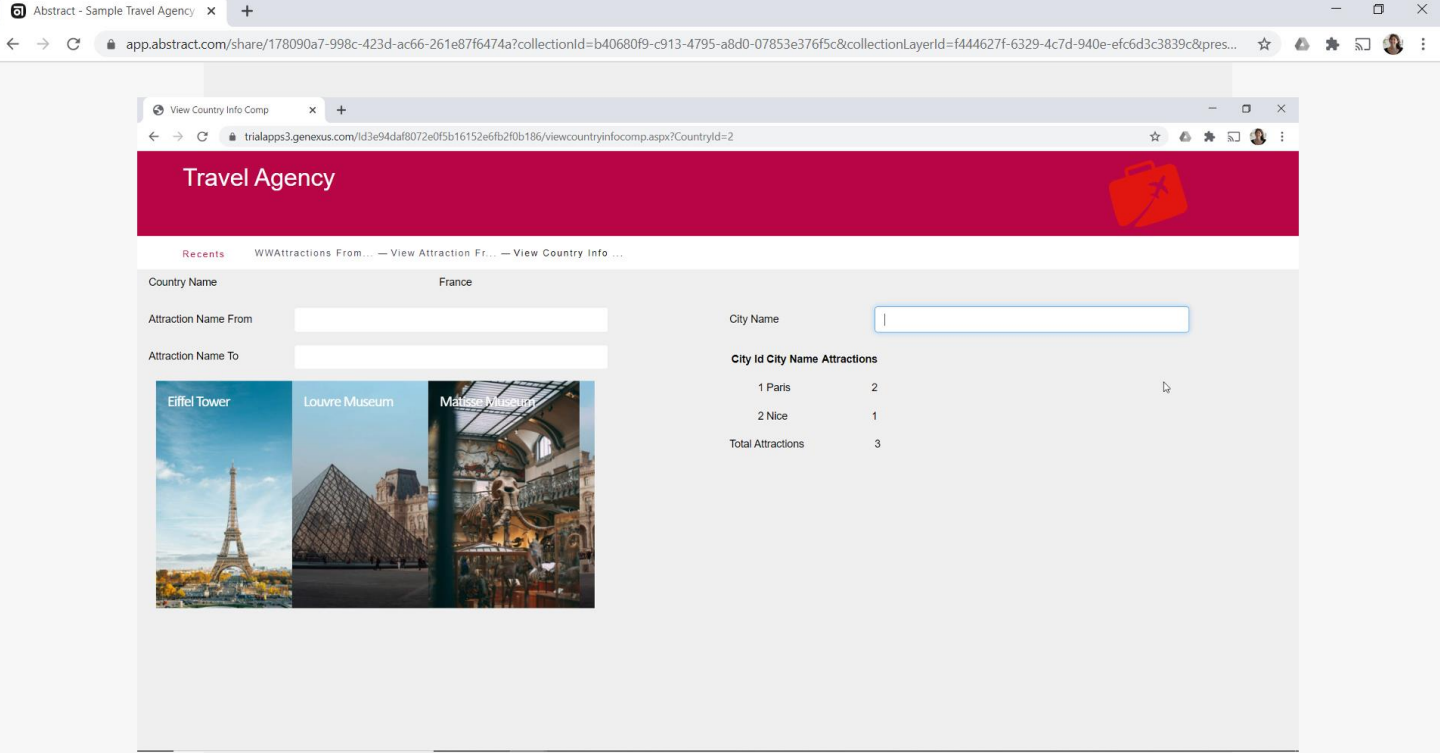 Abstract - Sample Travel Agency
app.abstract.com/share/178090a7-998c-423d-ac66-261e87f6474a?collectionId=b40680f9-c913-4795-a8d0-07853e376f5c&collectionLayerId=f444627f-6329-4c7d-940e-efc6d3c3839c&pres...
View Country Info Comp
trialapps3.genexus.com/Id3e94daf8072e0f5b16152e6fb2f0b186/viewcountryinfocomp.aspx?CountryId=2
Travel Agency
Recents WWAttractions From... — View Attraction Fr... — View Country Info ...
Country Name France
Attraction Name From
City Name
Attraction Name To
City Id City Name Attractions
1 Paris 2
2 Nice 1
Total Attractions 3
Eiffel Tower
Louvre Museum
Matisse Museum